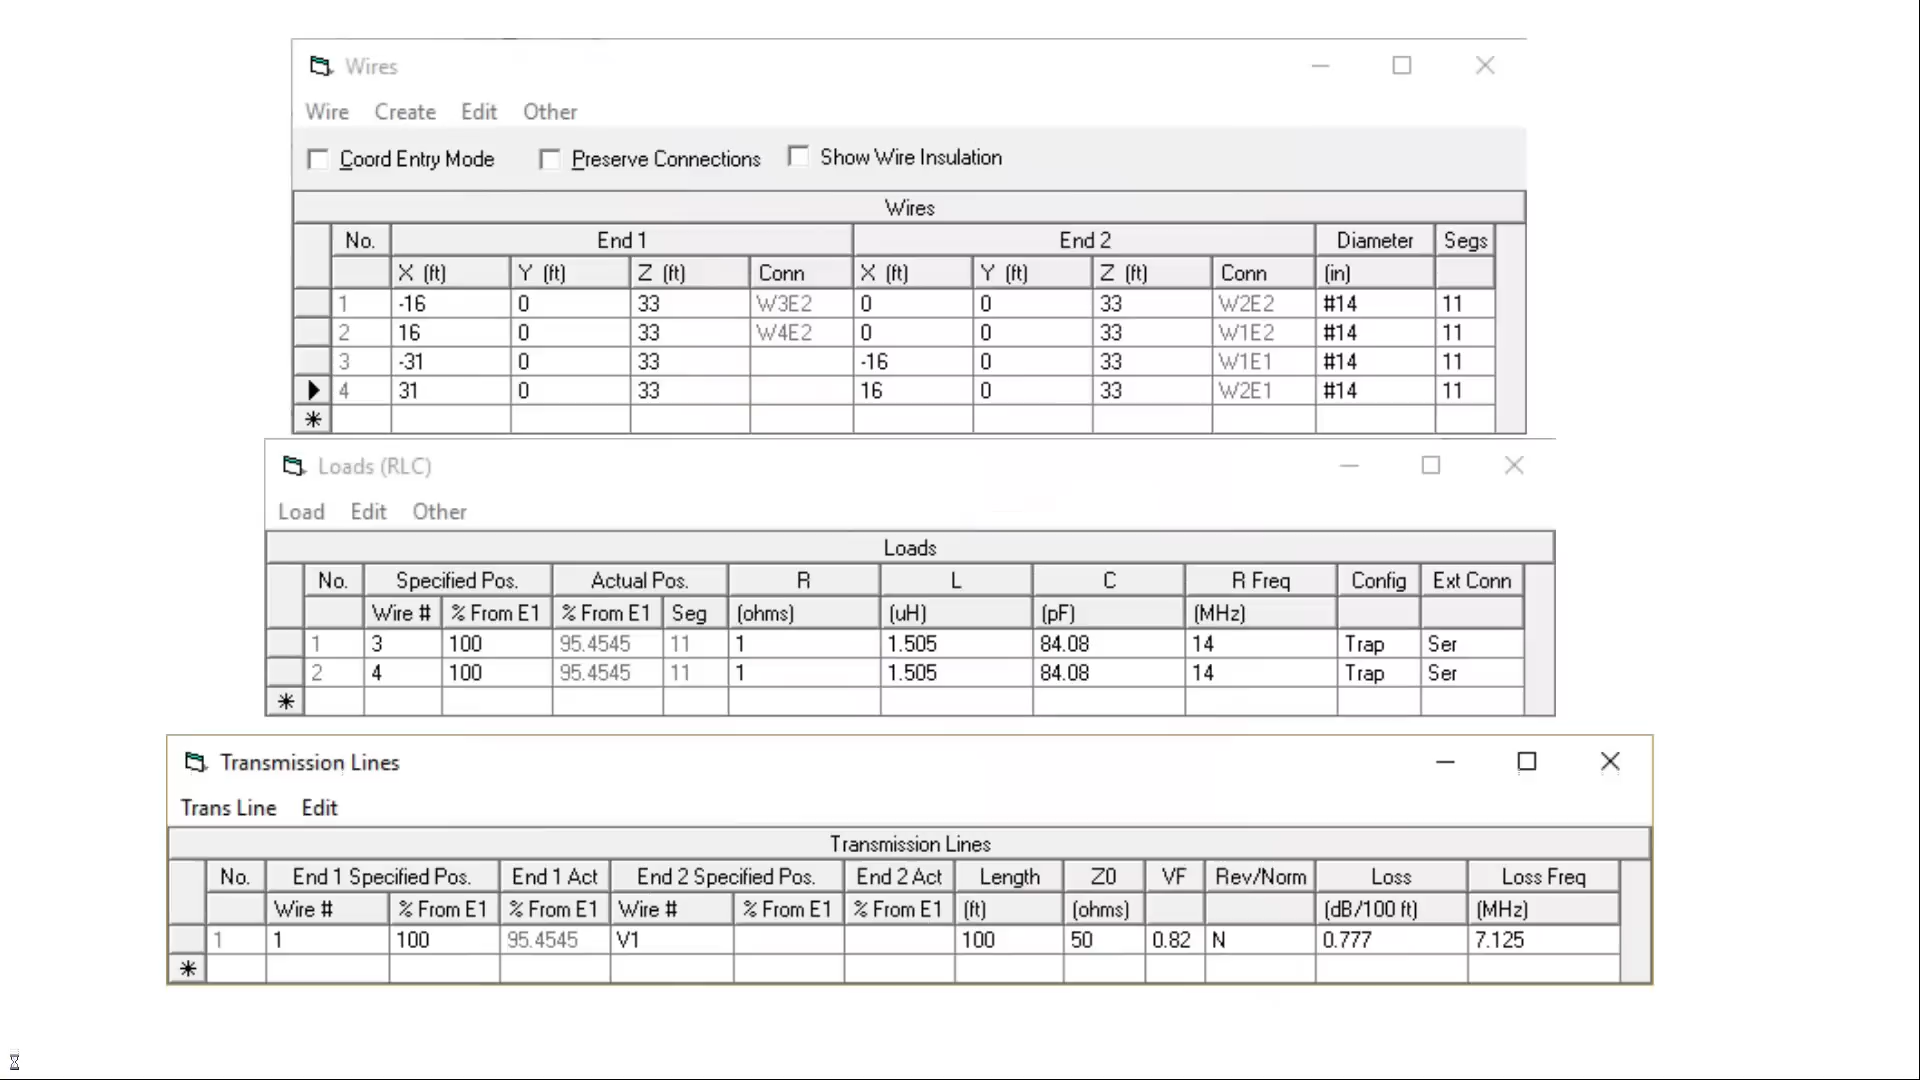 Wires
Wire Create Edit Other
Coord Entry Mode Preserve Connections Show Wire Insulation
Wires
No. End 1 End 2 Diameter Segs
X (ft) Y (ft) Z (ft) Conn X (ft) Y (ft) Z (ft) Conn (in)
1 -16 0 33 W3E2 0 0 33 W2E2 #14 11
2 16 0 33 W4E2 0 0 33 W1E2 #14 11
3 -31 0 33 -16 0 33 W1E1 #14 11
4 31 0 33 16 0 33 W2E1 #14 11
Loads (RLC)
Load Edit Other
Loads
No. Specified Pos. Actual Pos. R L C R Freq Config Ext Conn
Wire # % From E1 % From E1 Seg (ohms) (uH) (pF) (MHz)
1 3 100 95.4545 11 1 1.505 84.08 14 Trap Ser
2 4 100 95.4545 11 1 1.505 84.08 14 Trap Ser
Transmission Lines
Trans Line Edit
Transmission Lines
No. End 1 Specified Pos. End 1 Act End 2 Specified Pos. End 2 Act Length Z0 VF Rev/Norm Loss Loss Freq
Wire # % From E1 % From E1 Wire # % From E1 % From E1 (ft) (ohms) (dB/100 ft) (MHz)
1 1 100 95.4545 V1 100 50 0.82 N 0.777 7.125